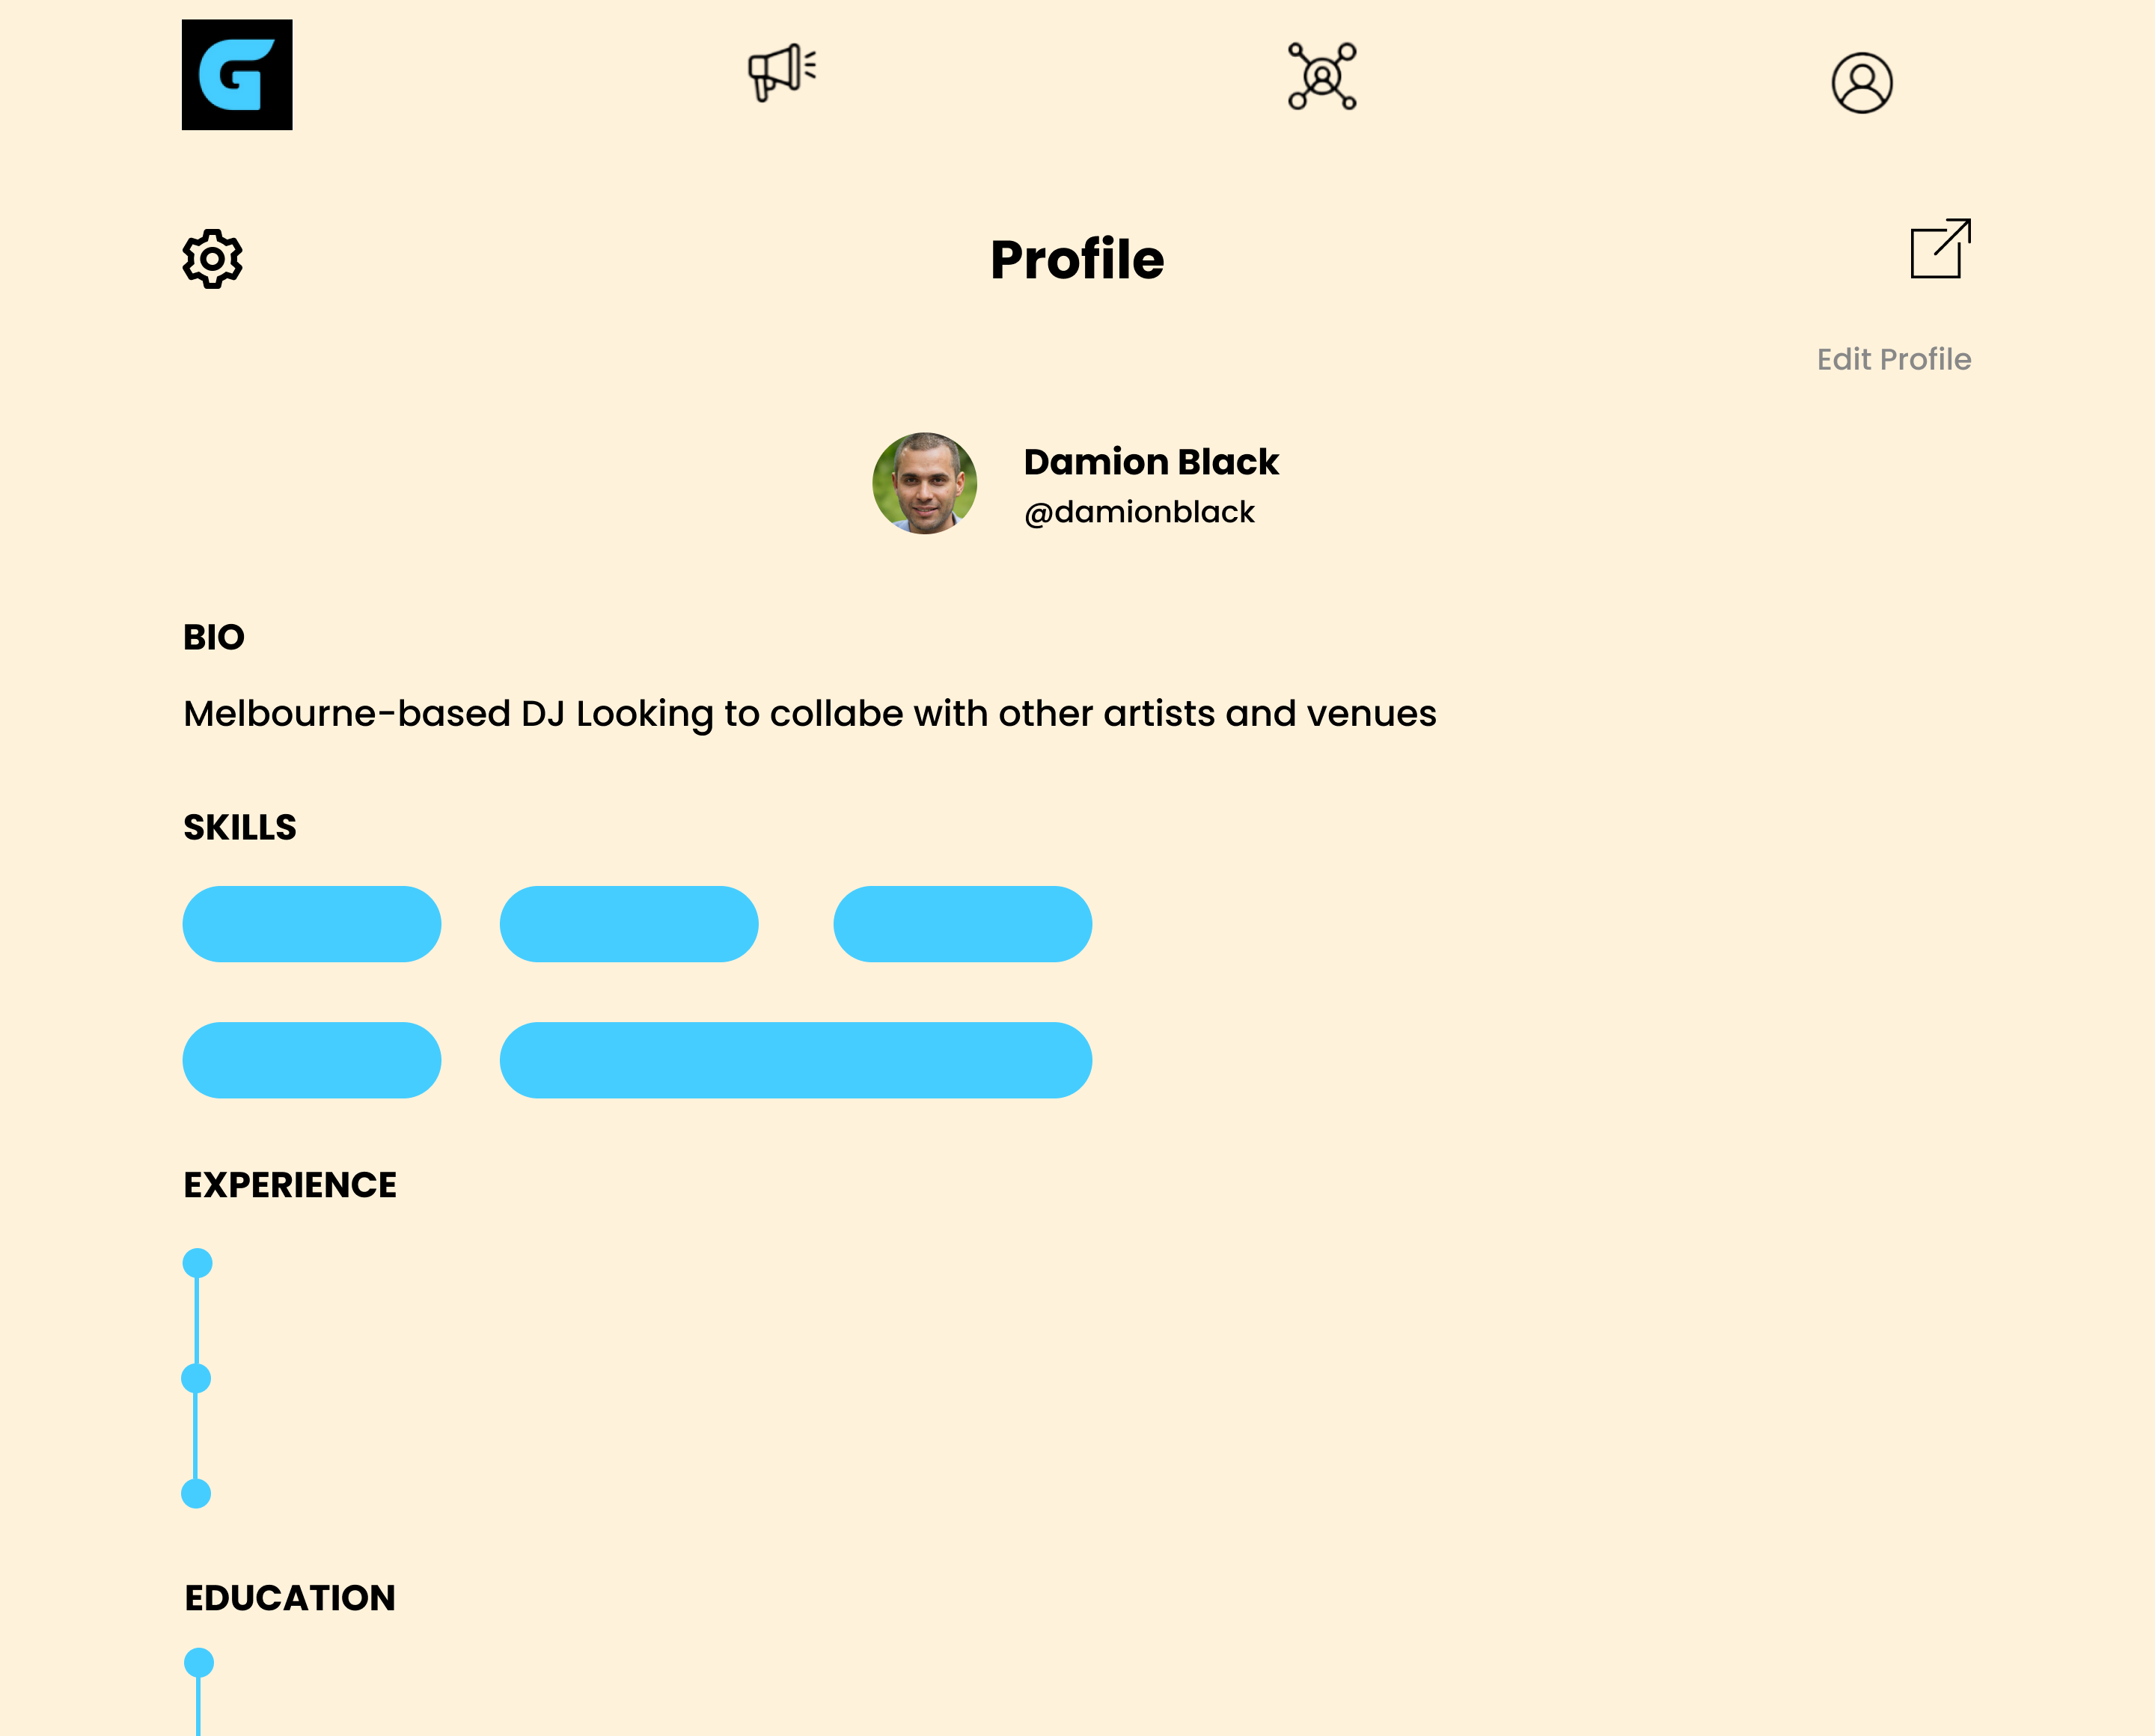 G
Profile
Edit Profile
Damion Black
@damionblack
BIO
Melbourne-based DJ Looking to collabe with other artists and venues
SKILLS
EXPERIENCE
EDUCATION